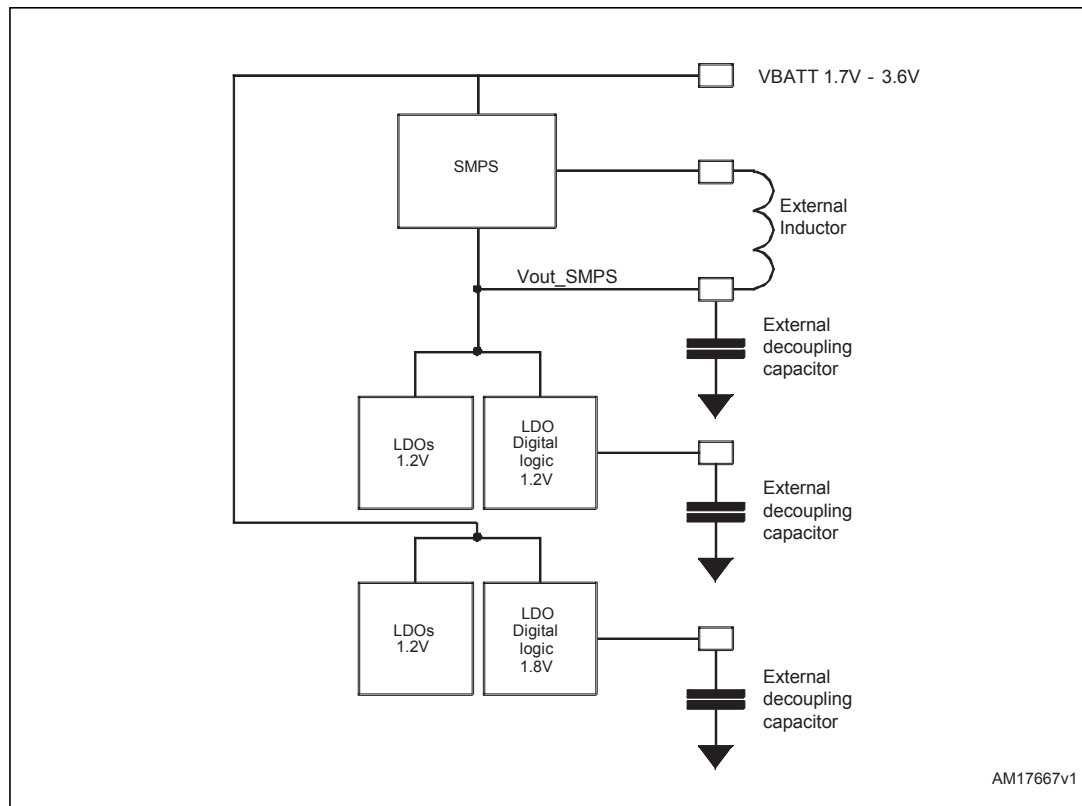 VBATT 1.7V - 3.6V
SMPS
External
Inductor
Vout_SMPS
External
decoupling
capacitor
LDOs
1.2V
LDO
Digital
logic
1.2V
External
decoupling
capacitor
LDOs
1.2V
LDO
Digital
logic
1.8V
External
decoupling
capacitor
AM17667v1